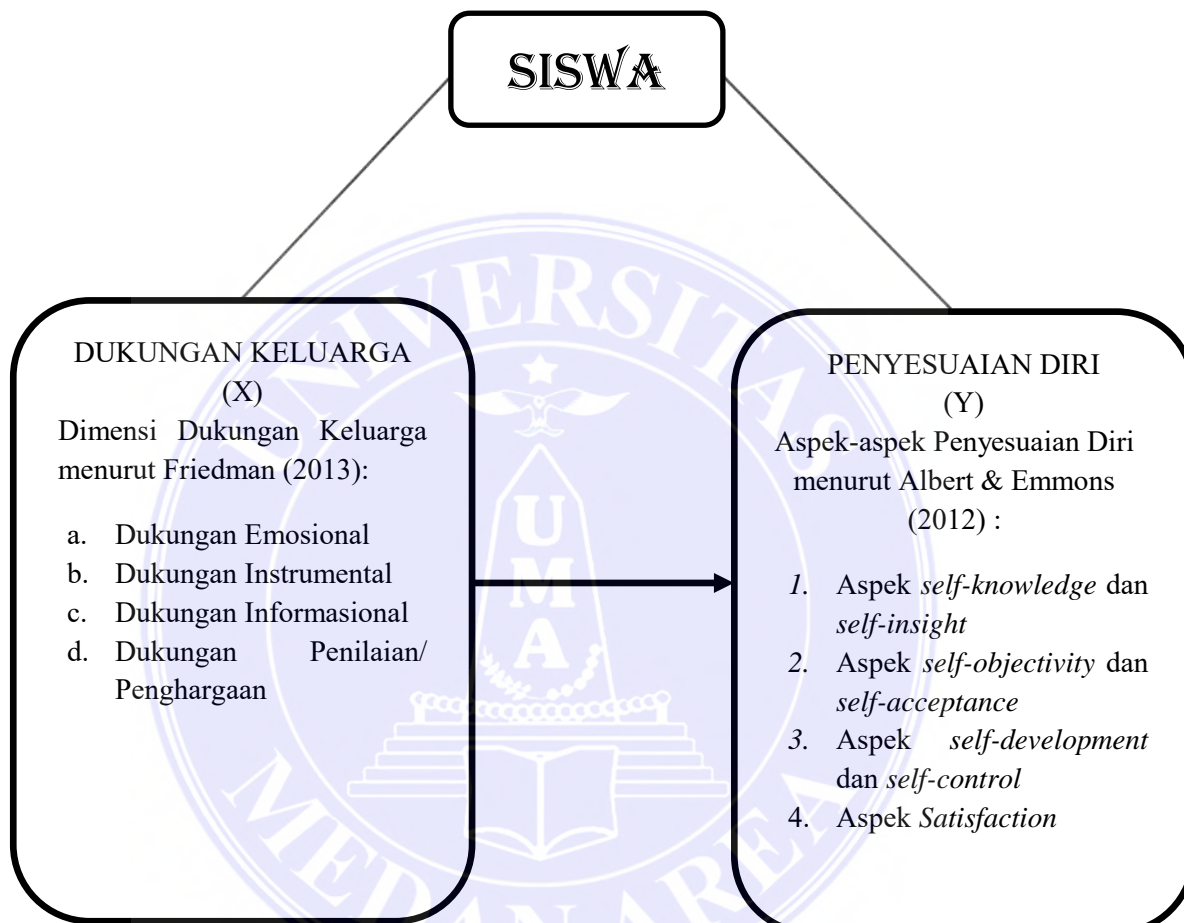 SISWA
DUKUNGAN KELUARGA
(X)
Dimensi Dukungan Keluarga
menurut Friedman (2013):
a. Dukungan Emosional
b. Dukungan Instrumental
c. Dukungan Informasional
d. Dukungan Penilaian/
Penghargaan
PENYESUAIAN DIRI
(Y)
Aspek-aspek Penyesuaian Diri
menurut Albert & Emmons
(2012) :
1. Aspek self-knowledge dan
self-insight
2. Aspek self-objectivity dan
self-acceptance
3. Aspek self-development
dan self-control
4. Aspek Satisfaction
UNIVERSITAS
UMA
MEDAN AREA